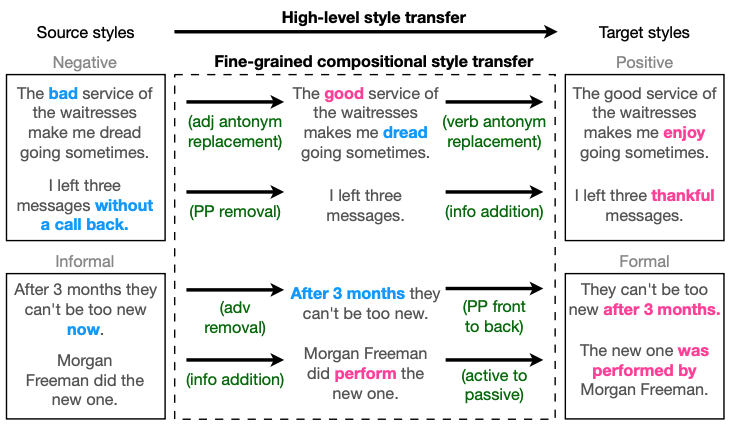 High-level style transfer
Source styles
Target styles
Fine-grained compositional style transfer
Negative
Positive
The bad service of
the waitresses
make me dread
going sometimes.
(adj antonym
replacement)
The good service of
the waitresses
makes me dread
going sometimes.
(verb antonym
replacement)
The good service of
the waitresses
makes me enjoy
going sometimes.
I left three
messages without
a call back.
(PP removal)
I left three
messages.
(info addition)
I left three thankful
messages.
Informal
Formal
After 3 months they
can't be too new
now.
(adv
removal)
After 3 months they
can't be too new.
(PP front
to back)
They can't be too
new after 3 months.
Morgan
Freeman did the
new one.
(info addition)
Morgan Freeman
did perform the
new one.
(active to
passive)
The new one was
performed by
Morgan Freeman.